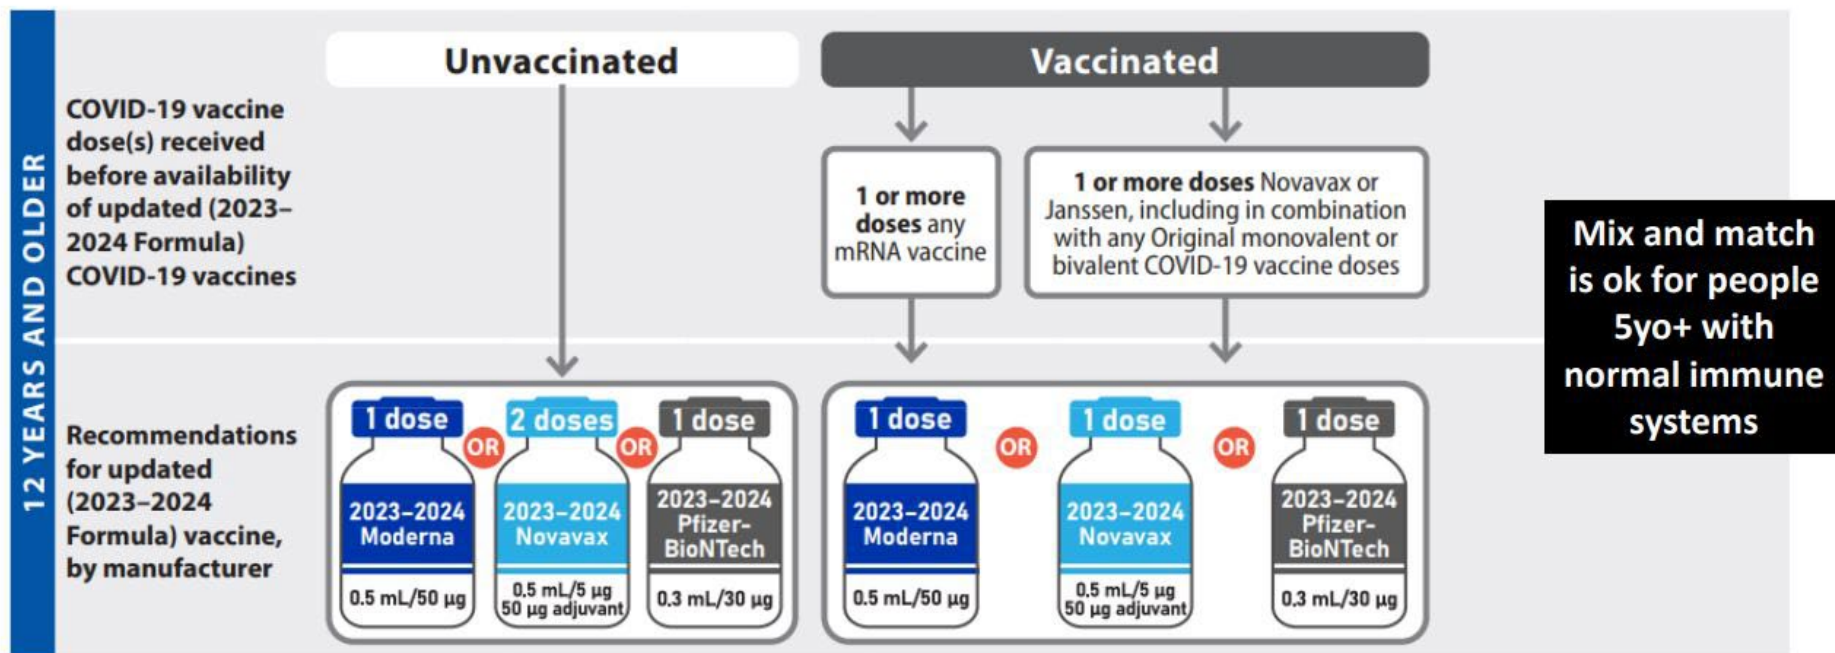 12 YEARS AND OLDER
COVID-19 vaccine
dose(s) received
before availability
of updated (2023–
2024 Formula)
COVID-19 vaccines
Unvaccinated
Vaccinated
1 or more
doses any
mRNA vaccine
1 or more doses Novavax or
Janssen, including in combination
with any Original monovalent or
bivalent COVID-19 vaccine doses
Recommendations
for updated
(2023–2024
Formula) vaccine,
by manufacturer
1 dose
2023–2024
Moderna
0.5 mL/50 µg
OR
2 doses
2023–2024
Novavax
0.5 mL/5 µg
50 µg adjuvant
OR
1 dose
2023–2024
Pfizer-
BioNTech
0.3 mL/30 µg
1 dose
2023–2024
Moderna
0.5 mL/50 µg
OR
1 dose
2023–2024
Novavax
0.5 mL/5 µg
50 µg adjuvant
OR
1 dose
2023–2024
Pfizer-
BioNTech
0.3 mL/30 µg
Mix and match
is ok for people
5yo+ with
normal immune
systems